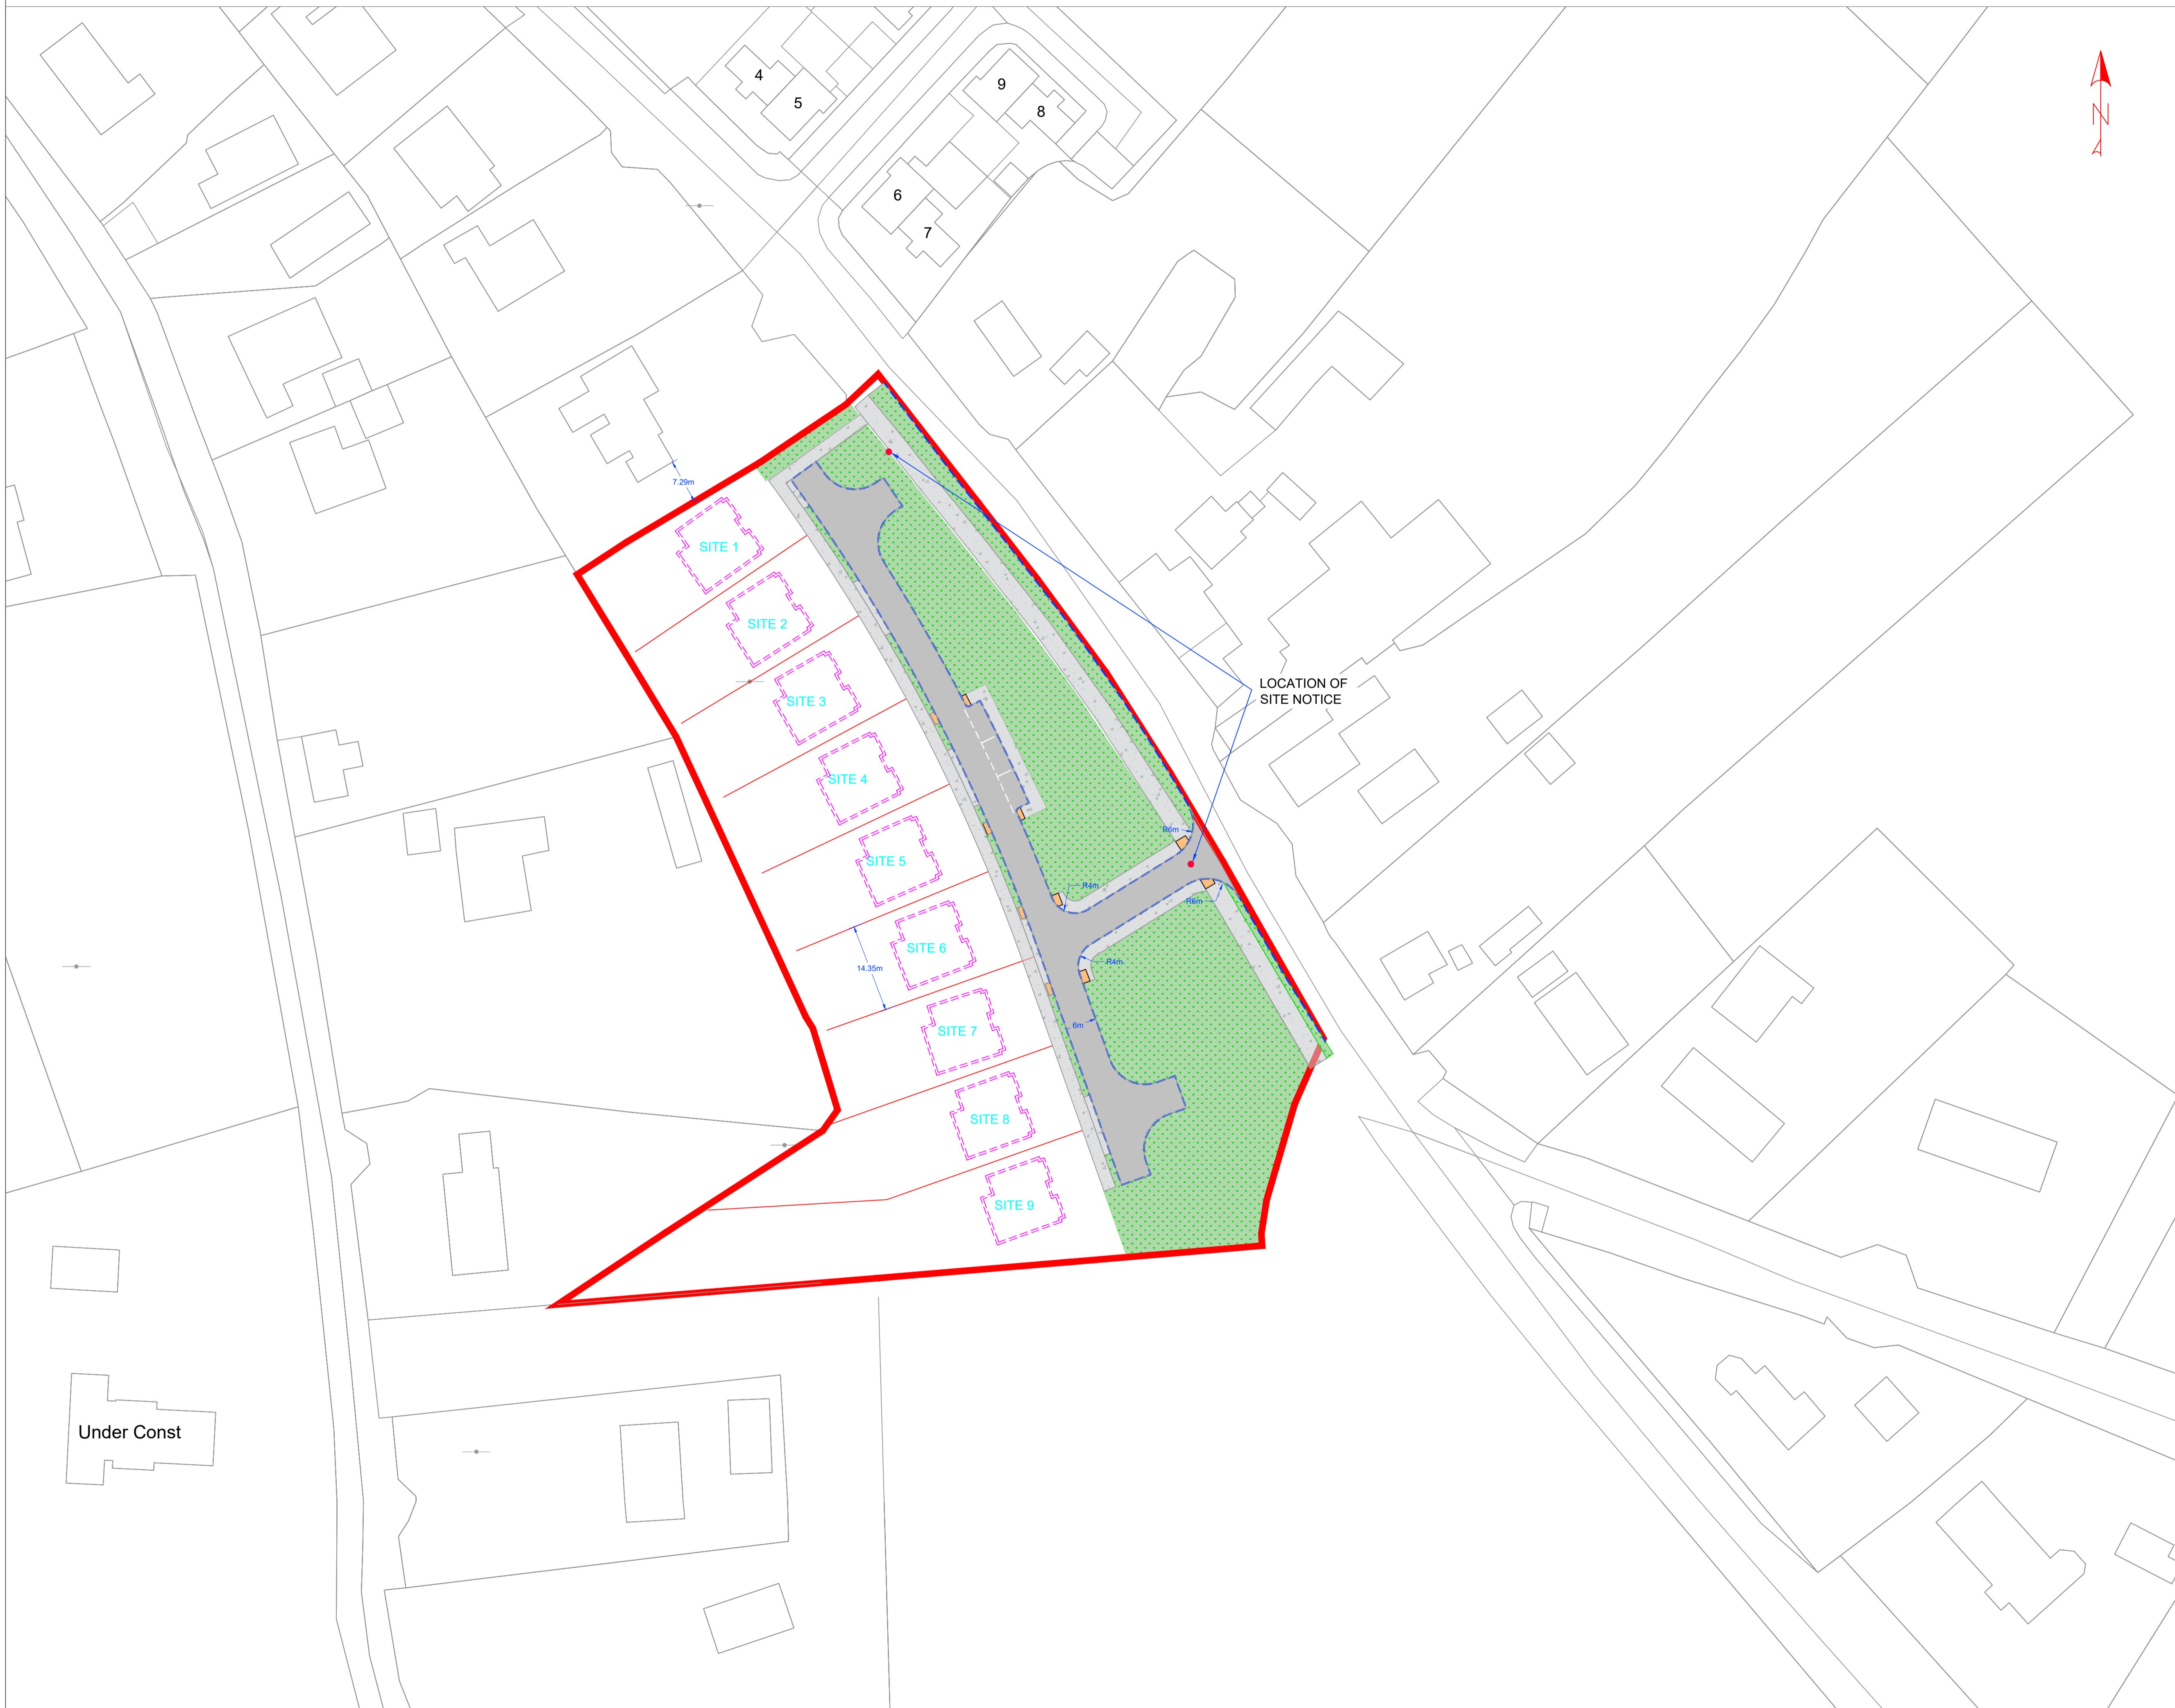 4
5
9
8
6
7
N
7.29m
SITE 1
SITE 2
SITE 3
LOCATION OF
SITE NOTICE
SITE 4
R6m
SITE 5
R4m
R6m
SITE 6
R4m
14.35m
6m
SITE 7
SITE 8
SITE 9
Under Const